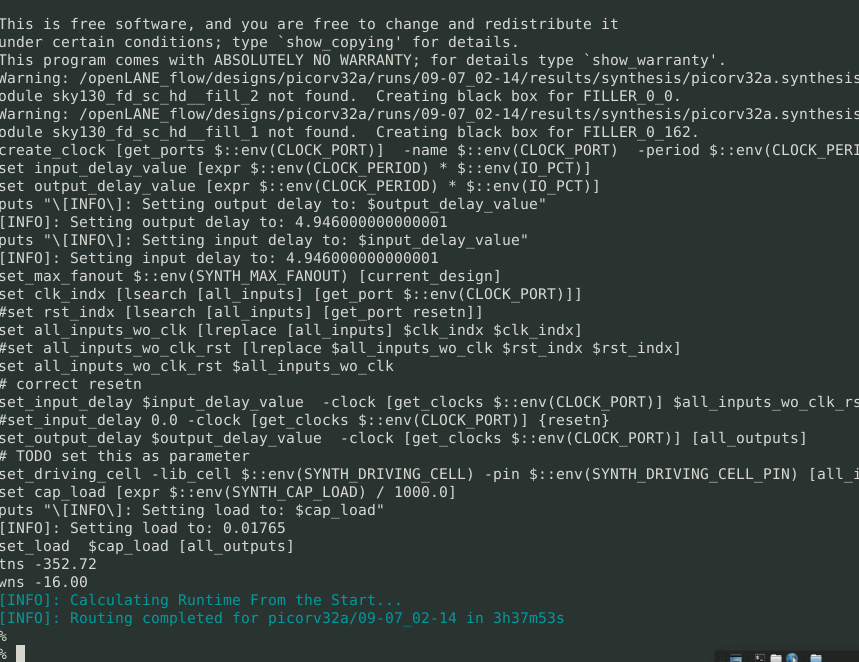 This is free software, and you are free to change and redistribute it
under certain conditions; type `show_copying' for details.
This program comes with ABSOLUTELY NO WARRANTY; for details type `show_warranty'.
Warning: /openLANE_flow/designs/picorv32a/runs/09-07_02-14/results/synthesis/picorv32a.synthesis
odule sky130_fd_sc_hd__fill_2 not found.  Creating black box for FILLER_0_0.
Warning: /openLANE_flow/designs/picorv32a/runs/09-07_02-14/results/synthesis/picorv32a.synthesis
odule sky130_fd_sc_hd__fill_1 not found.  Creating black box for FILLER_0_162.
create_clock [get_ports $::env(CLOCK_PORT)]  -name $::env(CLOCK_PORT)  -period $::env(CLOCK_PERI
set input_delay_value [expr $::env(CLOCK_PERIOD) * $::env(IO_PCT)]
set output_delay_value [expr $::env(CLOCK_PERIOD) * $::env(IO_PCT)]
puts "\[INFO\]: Setting output delay to: $output_delay_value"
[INFO]: Setting output delay to: 4.946000000000001
puts "\[INFO\]: Setting input delay to: $input_delay_value"
[INFO]: Setting input delay to: 4.946000000000001
set_max_fanout $::env(SYNTH_MAX_FANOUT) [current_design]
set clk_indx [lsearch [all_inputs] [get_port $::env(CLOCK_PORT)]]
#set rst_indx [lsearch [all_inputs] [get_port resetn]]
set all_inputs_wo_clk [lreplace [all_inputs] $clk_indx $clk_indx]
#set all_inputs_wo_clk_rst [lreplace $all_inputs_wo_clk $rst_indx $rst_indx]
set all_inputs_wo_clk_rst $all_inputs_wo_clk
# correct resetn
set_input_delay $input_delay_value  -clock [get_clocks $::env(CLOCK_PORT)] $all_inputs_wo_clk_rs
#set_input_delay 0.0 -clock [get_clocks $::env(CLOCK_PORT)] {resetn}
set_output_delay $output_delay_value  -clock [get_clocks $::env(CLOCK_PORT)] [all_outputs]
# TODO set this as parameter
set_driving_cell -lib_cell $::env(SYNTH_DRIVING_CELL) -pin $::env(SYNTH_DRIVING_CELL_PIN) [all_i
set cap_load [expr $::env(SYNTH_CAP_LOAD) / 1000.0]
puts "\[INFO\]: Setting load to: $cap_load"
[INFO]: Setting load to: 0.01765
set_load  $cap_load [all_outputs]
tns -352.72
wns -16.00
[INFO]: Calculating Runtime From the Start...
[INFO]: Routing completed for picorv32a/09-07_02-14 in 3h37m53s
%
%